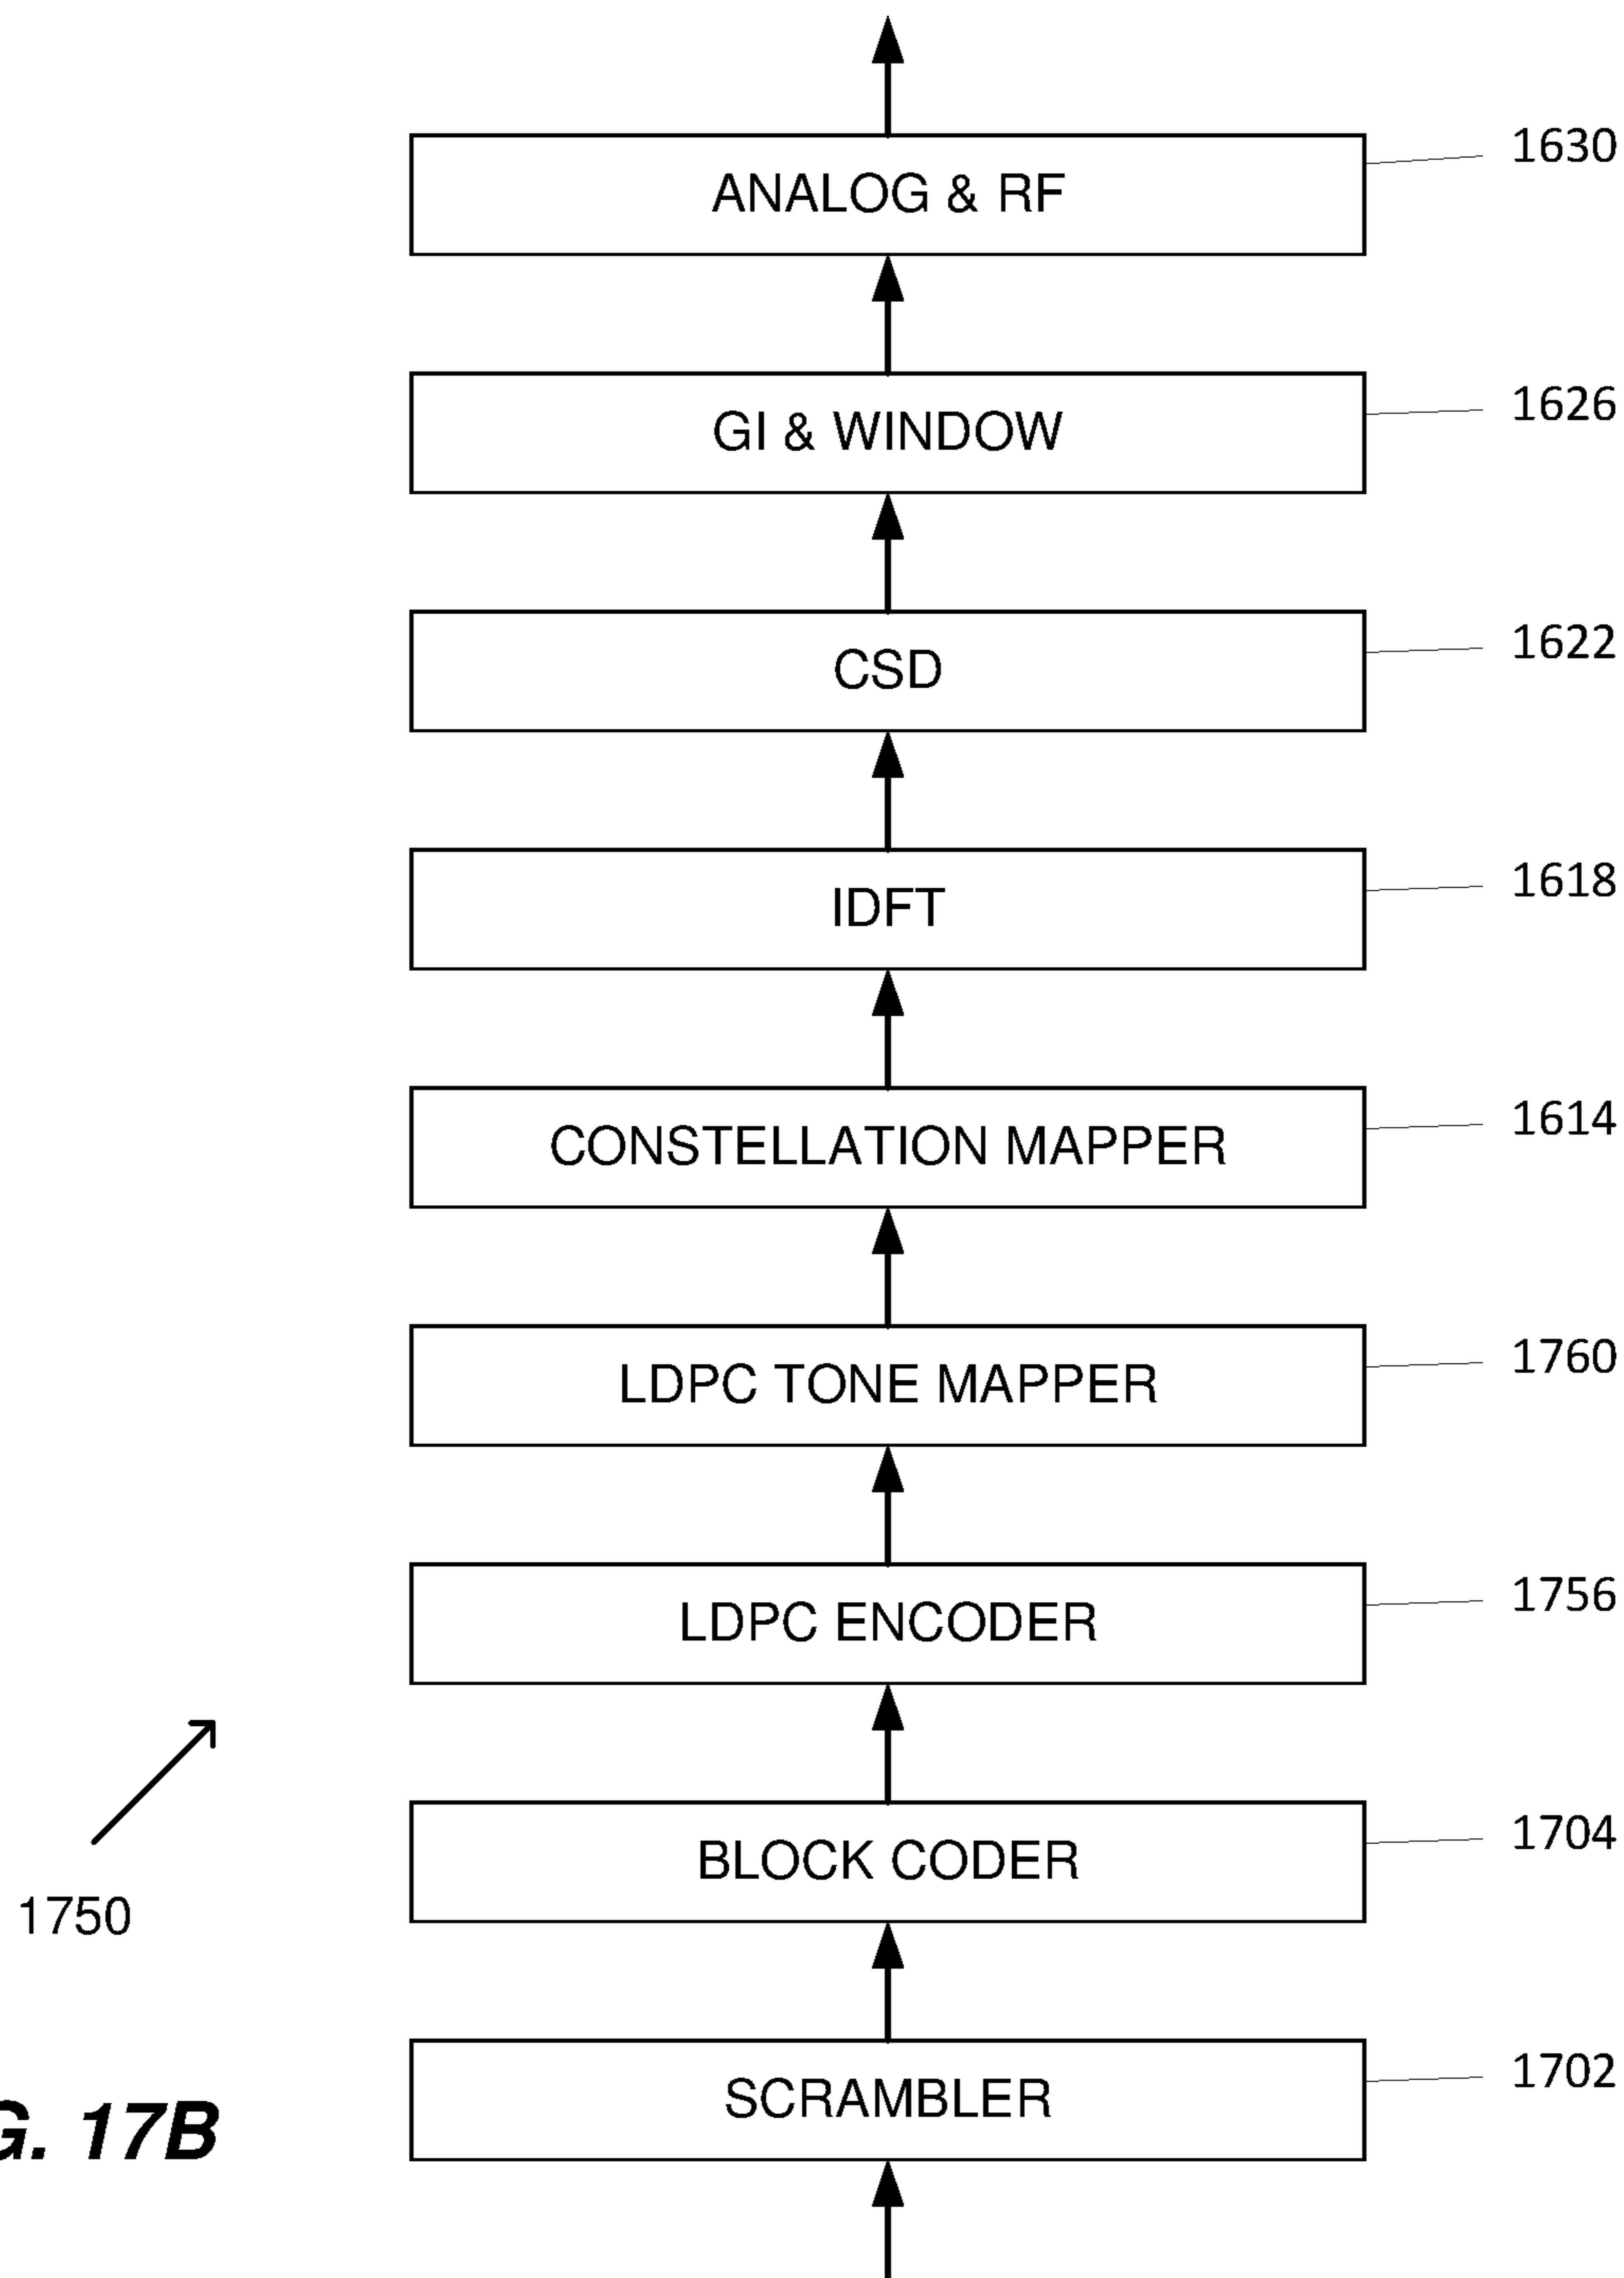 1630
ANALOG & RF
1626
GI & WINDOW
1622
CSD
1618
IDFT
1614
CONSTELLATION MAPPER
1760
LDPC TONE MAPPER
1756
LDPC ENCODER
1704
BLOCK CODER
1750
1702
SCRAMBLER
G. 17B